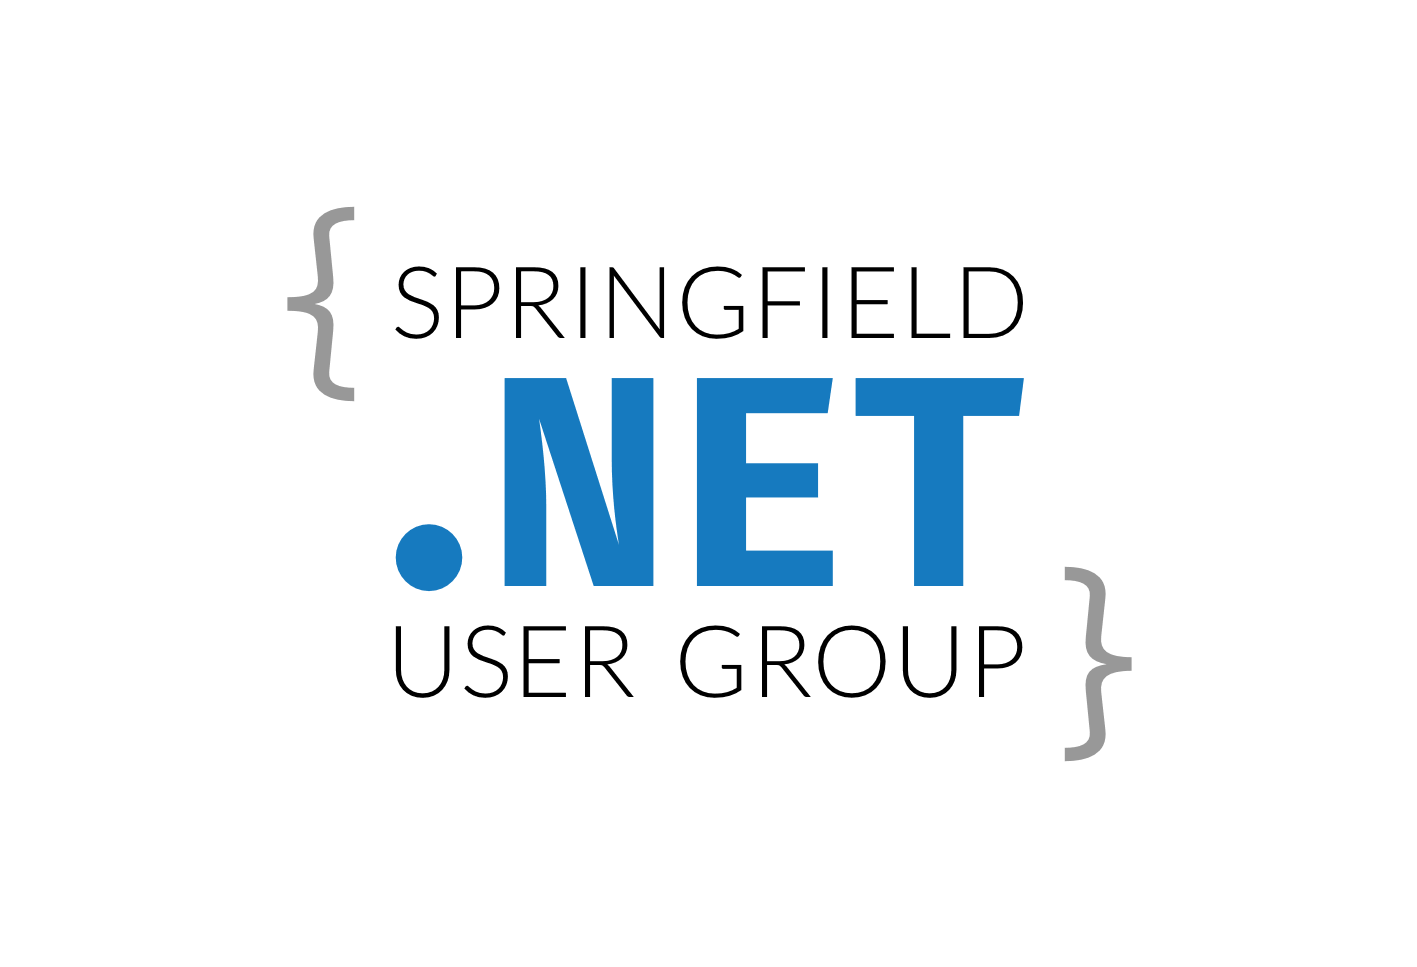 { SPRINGFIELD
.NET
USER GROUP }